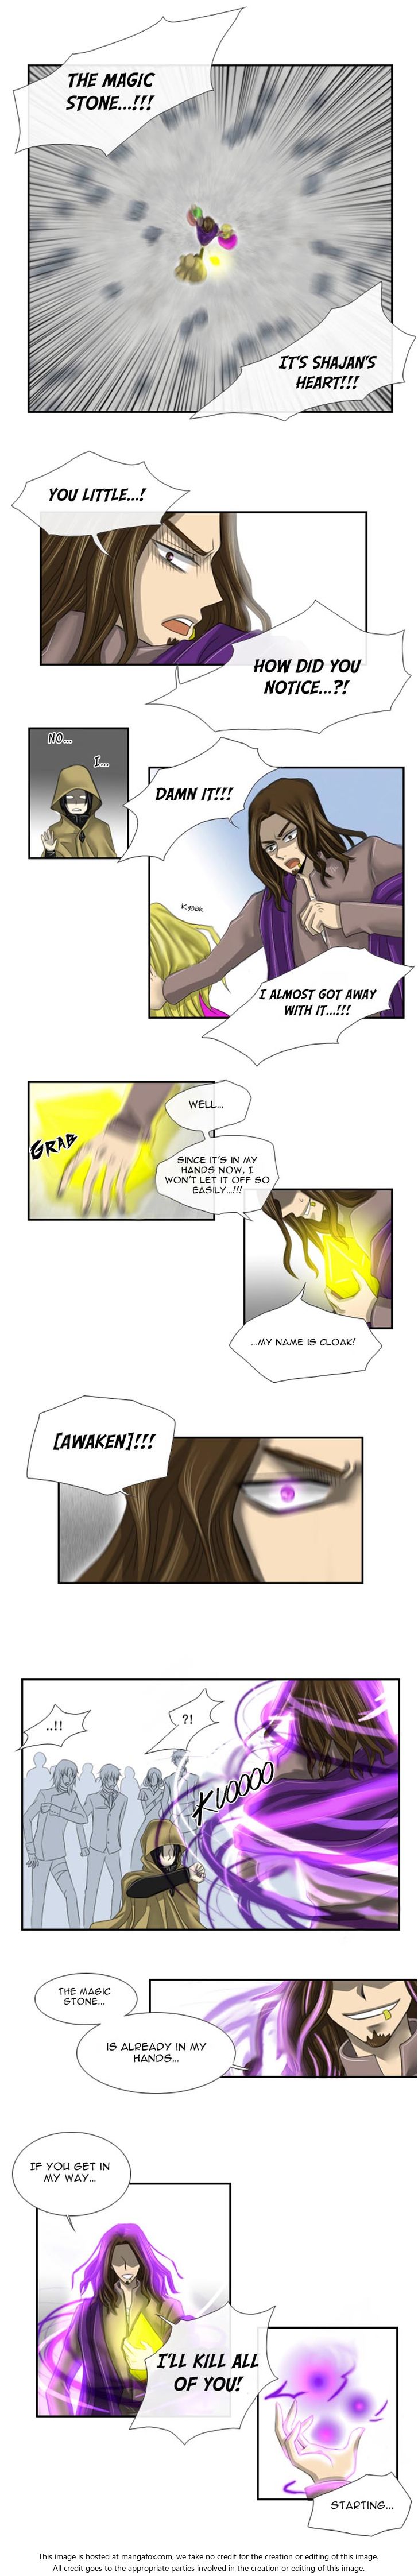 THE MAGIC
STONE...!!!
IT'S SHAJAN'S
HEART!!!
YOU LITTLE...!
HOW DID YOU
NOTICE...?!
NO...
I...
DAMN IT!!!
Kyaak
I ALMOST GOT AWAY
WITH IT...!!!
GRAB
WELL...
SINCE IT'S IN MY
HANDS NOW, I
WON'T LET IT OFF SO
EASILY...!!!
...MY NAME IS CLOAK!
[AWAKEN]!!!
..!!
?!
KUOOOO
THE MAGIC
STONE...
IS ALREADY IN MY
HANDS...
IF YOU GET IN
MY WAY...
I'LL KILL ALL
OF YOU!
STARTING...
This image is hosted at mangafox.com, we take no credit for the creation or editing of this image.
All credit goes to the appropriate parties involved in the creation or editing of this image.